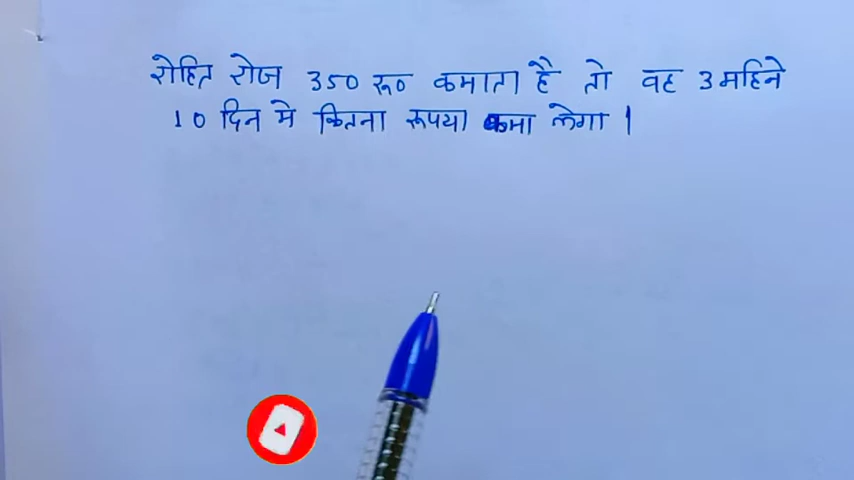 रोहित रोज 350 रू० कमाता है तो वह 3 महिने
10 दिन मे कितना रूपया कमा लेगा |